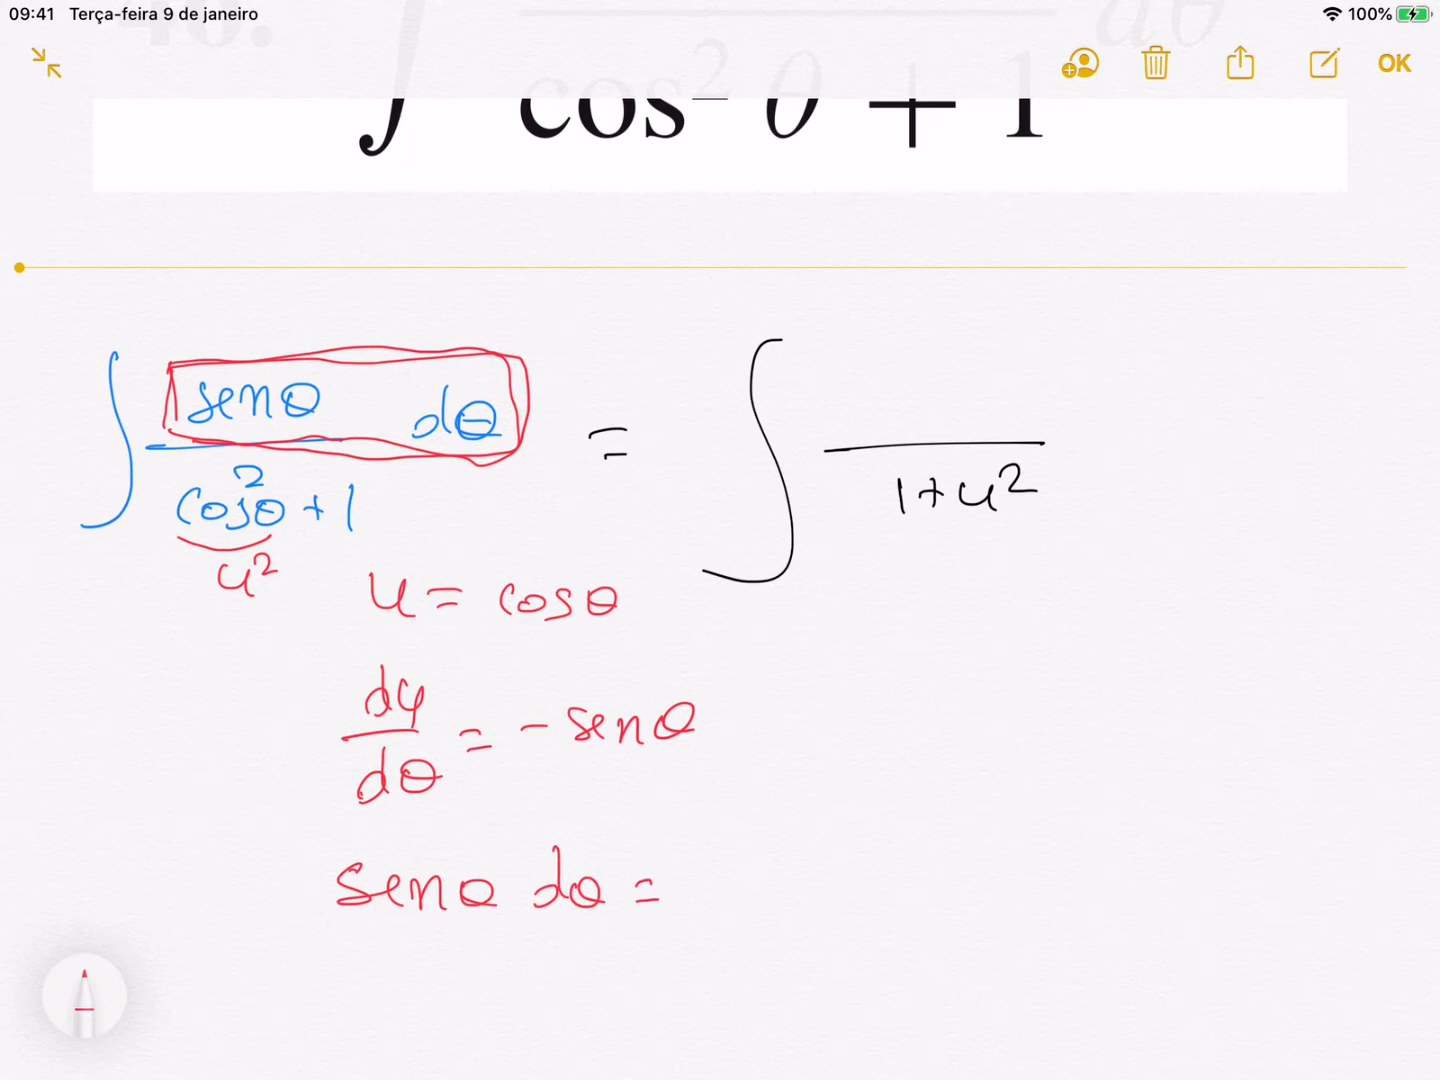 09:41 Terça-feira 9 de janeiro 100%
OK
∫ cos² θ + 1 dθ
∫ senθ dθ / cos²θ + 1 = ∫ / 1+u²
u²
u = cosθ
du/dθ = - senθ
senθ dθ =